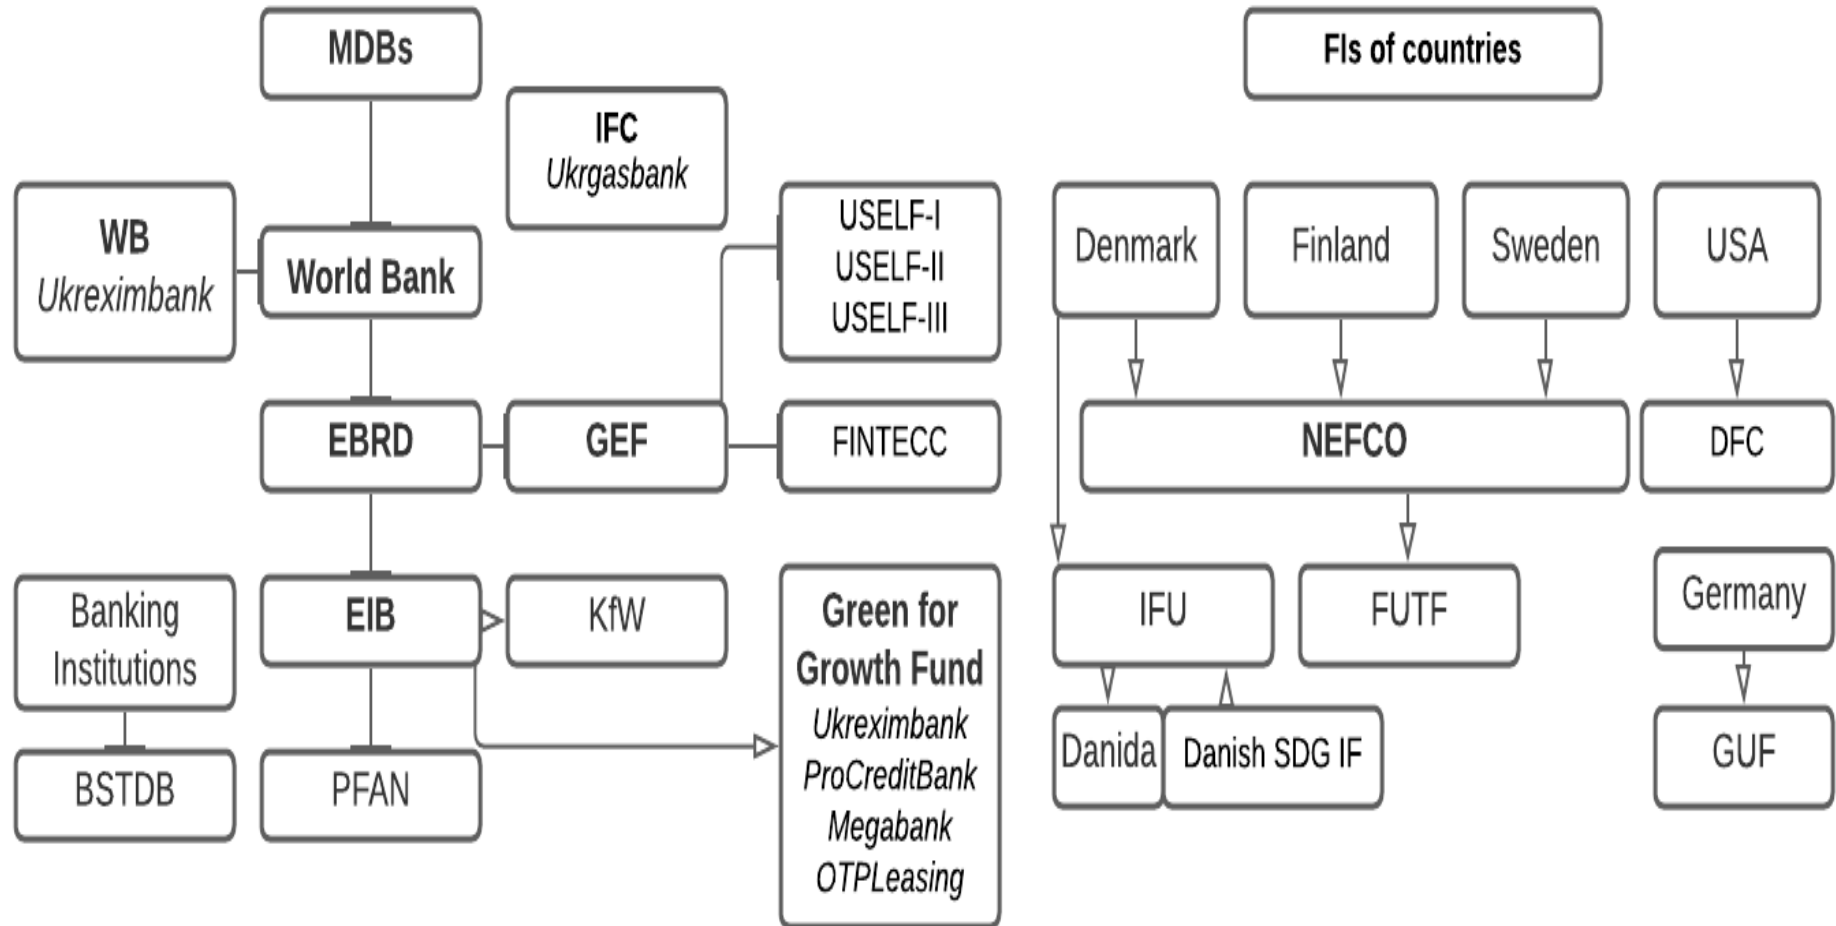 MDBs
FIs of countries
IFC
Ukrgasbank
WB
Ukreximbank
World Bank
USELF-I
USELF-II
USELF-III
Denmark
Finland
Sweden
USA
EBRD
GEF
FINTECC
NEFCO
DFC
Banking
Institutions
EIB
KfW
Green for
Growth Fund
Ukreximbank
ProCreditBank
Megabank
OTPLeasing
IFU
FUTF
Germany
BSTDB
PFAN
Danida
Danish SDG IF
GUF